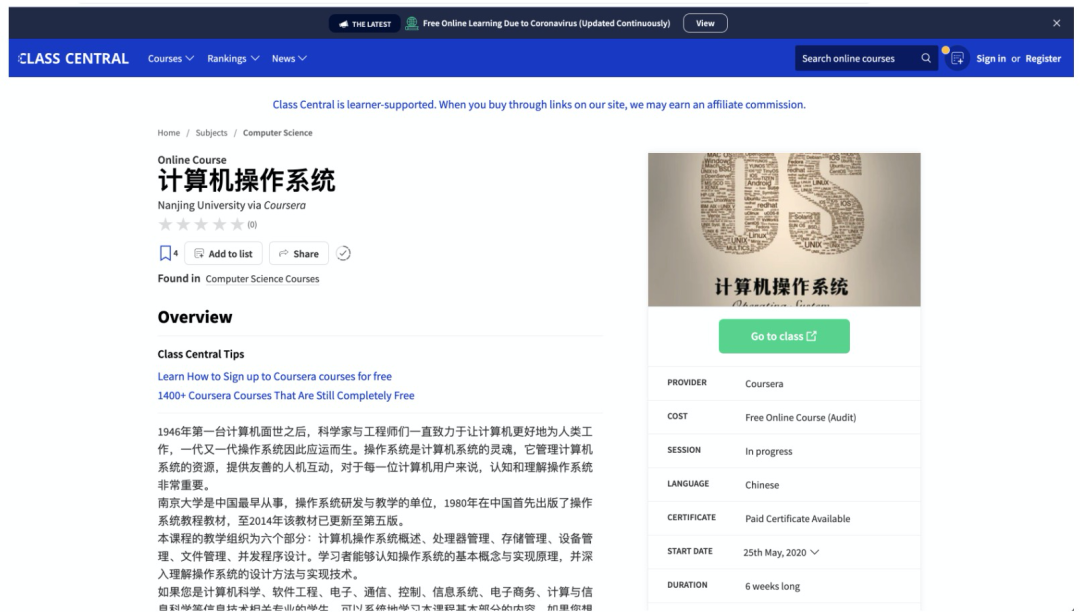 THE LATEST
Free Online Learning Due to Coronavirus (Updated Continuously)
View
CLASS CENTRAL
Courses
Rankings
News
Search online courses
Sign in or Register
Class Central is learner-supported. When you buy through links on our site, we may earn an affiliate commission.
Home / Subjects / Computer Science
Online Course
计算机操作系统
Nanjing University via Coursera
(0)
4
Add to list
Share
Found in Computer Science Courses
Overview
Class Central Tips
Learn How to Sign up to Coursera courses for free
1400+ Coursera Courses That Are Still Completely Free
1946年第一台计算机面世之后，科学家与工程师们一直致力于让计算机更好地为人类工
作，一代又一代操作系统因此应运而生。操作系统是计算机系统的灵魂，它管理计算机
系统的资源，提供友善的人机互动，对于每一位计算机用户来说，认知和理解操作系统
非常重要。
南京大学是中国最早从事，操作系统研发与教学的单位，1980年在中国首先出版了操作
系统教程教材，至2014年该教材已更新至第五版。
本课程的教学组织为六个部分：计算机操作系统概述、处理器管理、存储管理、设备管
理、文件管理、并发程序设计。学习者能够认知操作系统的基本概念与实现原理，并深
入理解操作系统的设计方法与实现技术。
如果您是计算机科学、软件工程、电子、通信、控制、信息系统、电子商务、计算与信
息科学等信息技术相关专业的学生，可以系统地学习本课程基本部分的内容。如果您想
OS
计算机操作系统
Operating System
Go to class
PROVIDER
Coursera
COST
Free Online Course (Audit)
SESSION
In progress
LANGUAGE
Chinese
CERTIFICATE
Paid Certificate Available
START DATE
25th May, 2020
DURATION
6 weeks long